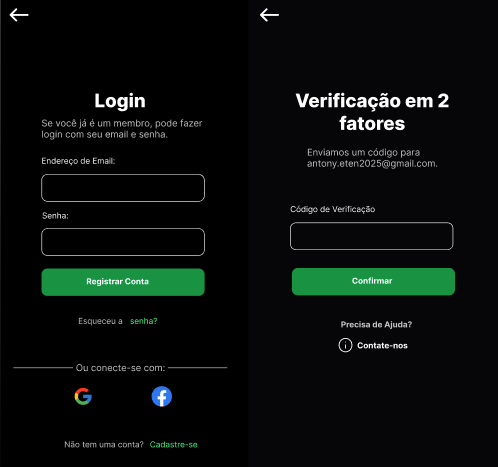 Login
Se você já é um membro, pode fazer
login com seu email e senha.
Endereço de Email:
Senha:
Registrar Conta
Esqueceu a senha?
Ou conecte-se com:
Não tem uma conta? Cadastre-se
Verificação em 2
fatores
Enviamos um código para
antony.eten2025@gmail.com.
Código de Verificação
Confirmar
Precisa de Ajuda?
Contate-nos